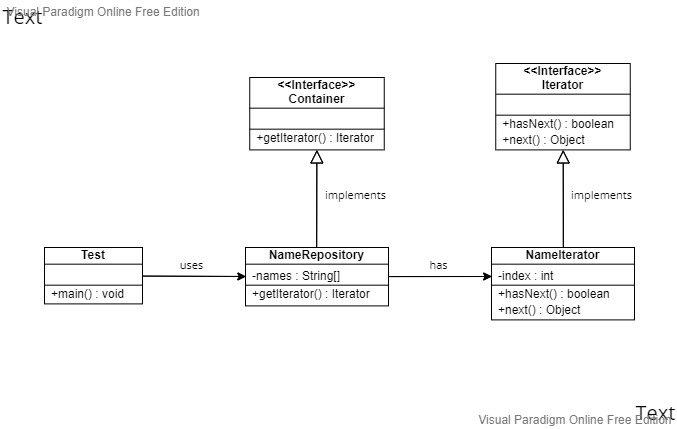 Text
Visual Paradigm Online Free Edition
<<Interface>>
Container
+getIterator() : Iterator
<<Interface>>
Iterator
+hasNext() : boolean
+next() : Object
implements
implements
Test
+main() : void
uses
NameRepository
-names : String[]
+getIterator() : Iterator
has
NameIterator
-index : int
+hasNext() : boolean
+next() : Object
Text
Visual Paradigm Online Free Edition